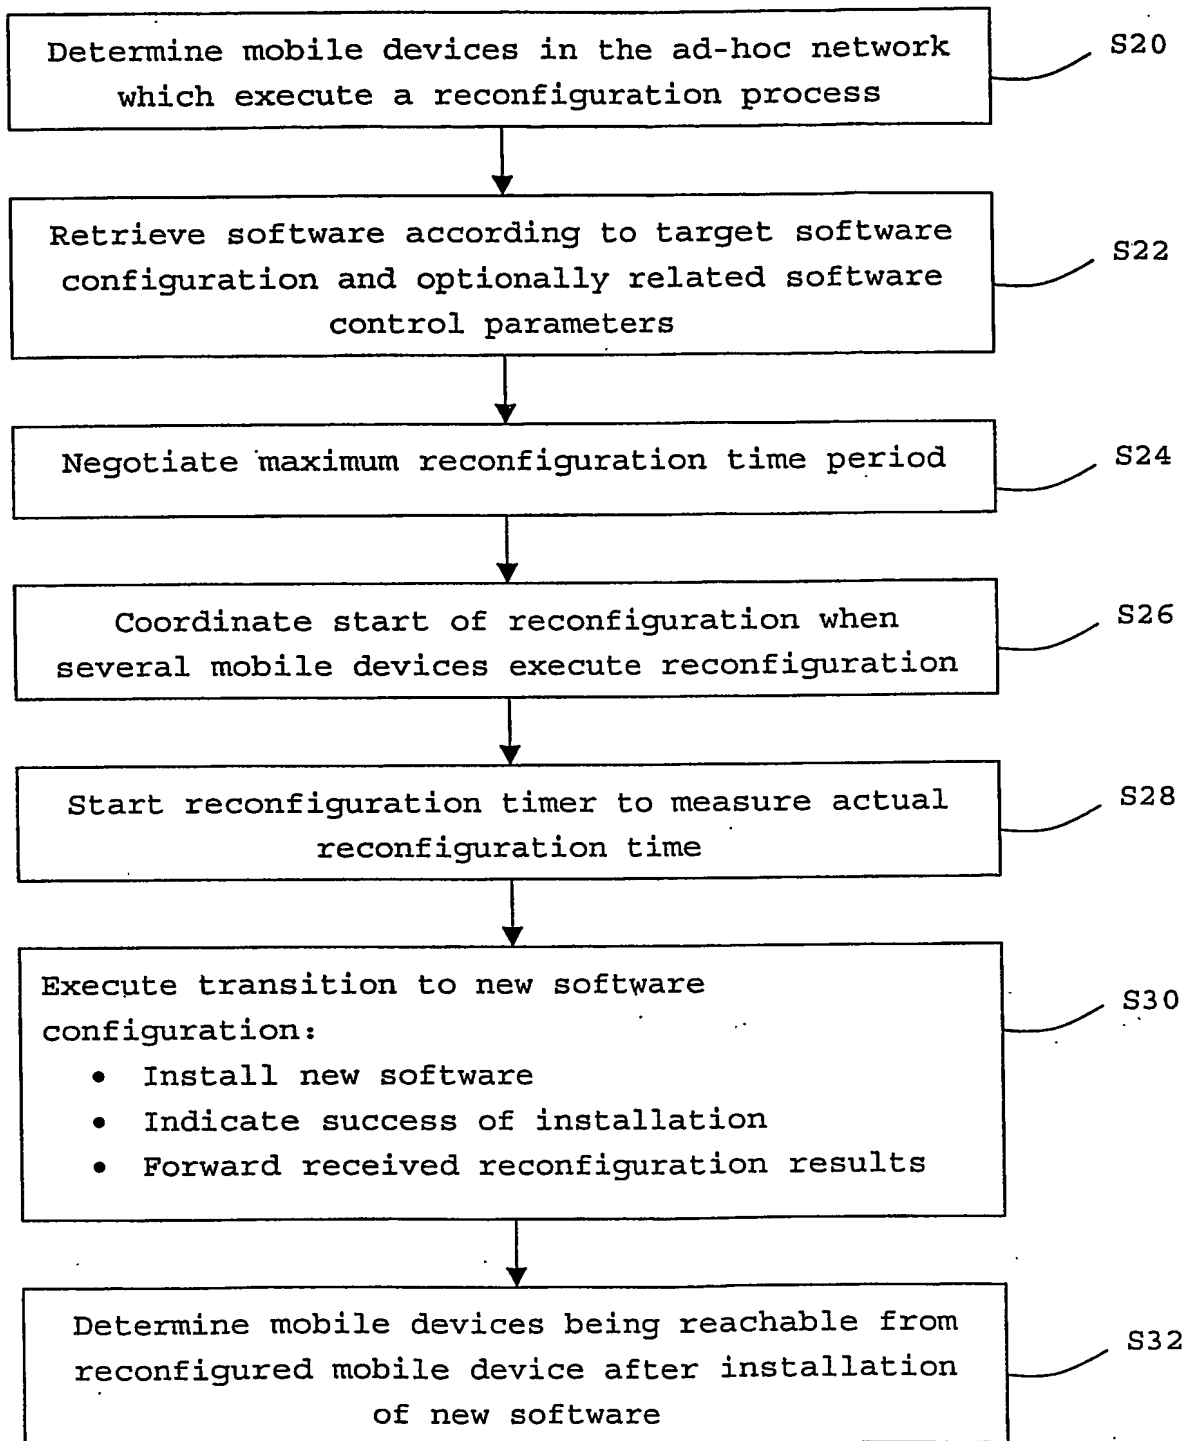 Determine mobile devices in the ad-hoc network
which execute a reconfiguration process
S20
Retrieve software according to target software
configuration and optionally related software
control parameters
S22
Negotiate maximum reconfiguration time period
S24
Coordinate start of reconfiguration when
several mobile devices execute reconfiguration
S26
Start reconfiguration timer to measure actual
reconfiguration time
S28
Execute transition to new software
configuration:
• Install new software
• Indicate success of installation
• Forward received reconfiguration results
S30
Determine mobile devices being reachable from
reconfigured mobile device after installation
of new software
S32